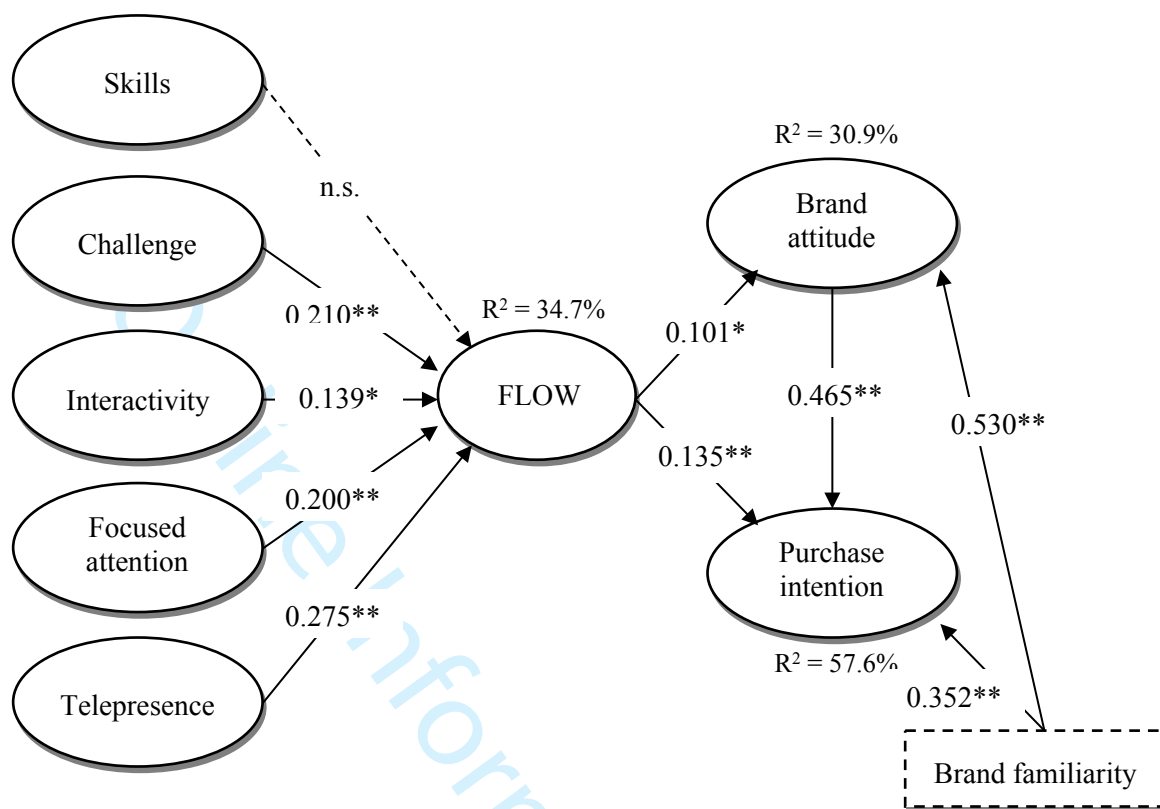 Skills
n.s.
Challenge
0.210**
Interactivity
0.139*
Focused
attention
0.200**
Telepresence
0.275**
R² = 34.7%
FLOW
R² = 30.9%
Brand
attitude
0.101*
0.465**
0.530**
0.135**
Purchase
intention
R² = 57.6%
0.352**
Brand familiarity